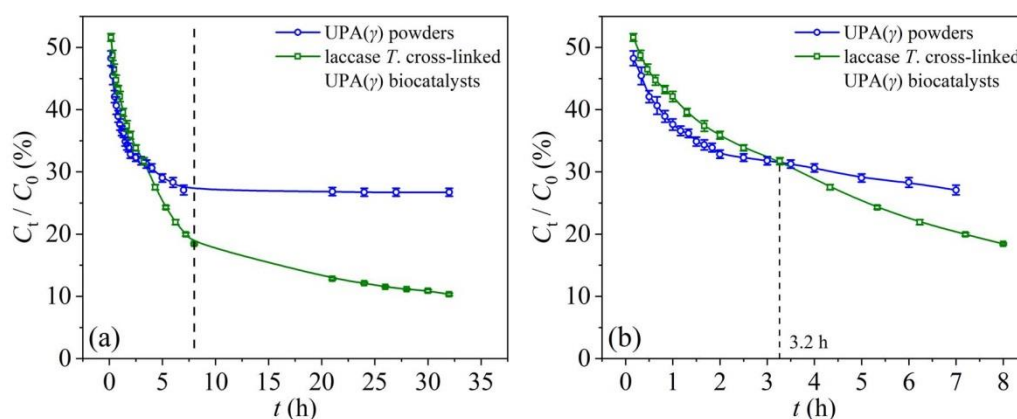 UPA(γ) powders
laccase T. cross-linked
UPA(γ) biocatalysts
Ct / C0 (%)
50
40
30
20
10
0
(a)
0 5 10 15 20 25 30 35
t (h)
UPA(γ) powders
laccase T. cross-linked
UPA(γ) biocatalysts
Ct / C0 (%)
50
40
30
20
10
0
(b)
3.2 h
0 1 2 3 4 5 6 7 8
t (h)